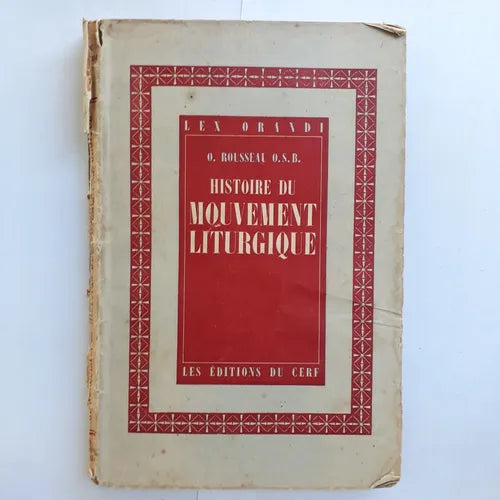 LEX ORANDI
O. ROUSSEAU O.S.B.
HISTOIRE DU
MOUVEMENT
LITURGIQUE
LES ÉDITIONS DU CERF